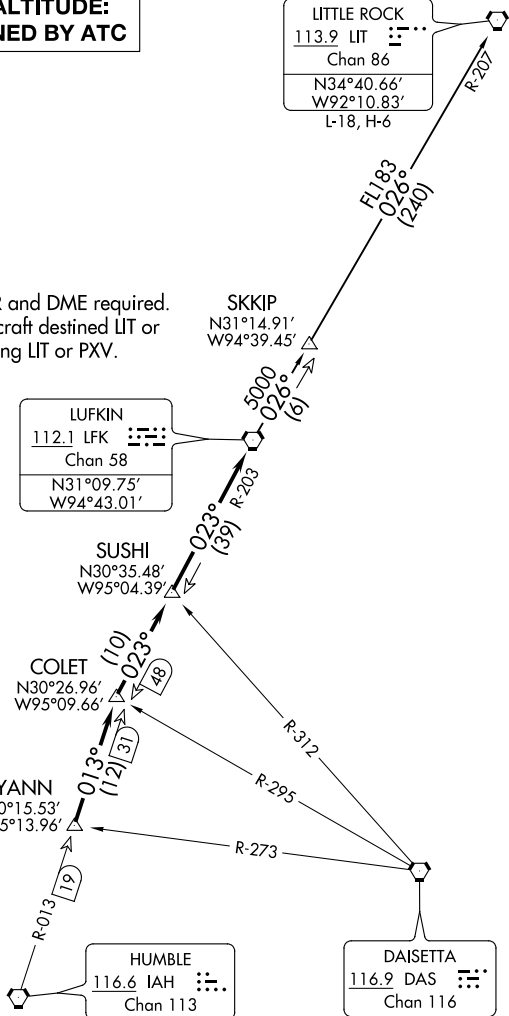 ALTITUDE:
NED BY ATC
LITTLE ROCK
113.9 LIT
Chan 86
N34°40.66'
W92°10.83'
L-18, H-6
R-207
FL183
026°
(240)
R and DME required.
craft destined LIT or
ng LIT or PXV.
SKKIP
N31°14.91'
W94°39.45'
5000
026°
(6)
LUFKIN
112.1 LFK
Chan 58
N31°09.75'
W94°43.01'
R-203
023°
(39)
SUSHI
N30°35.48'
W95°04.39'
(10)
023°
48
COLET
N30°26.96'
W95°09.66'
R-312
013°
(12)
31
R-295
YANN
0°15.53'
5°13.96'
R-273
R-013
19
HUMBLE
116.6 IAH
Chan 113
DAISETTA
116.9 DAS
Chan 116